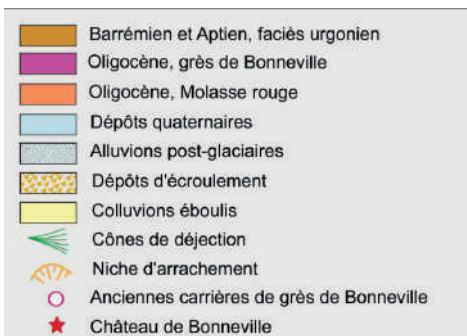 Barrémien et Aptien, faciès urgonien
Oligocène, grès de Bonneville
Oligocène, Molasse rouge
Dépôts quaternaires
Alluvions post-glaciaires
Dépôts d'écroulement
Colluvions éboulis
Cônes de déjection
Niche d'arrachement
Anciennes carrières de grès de Bonneville
Château de Bonneville